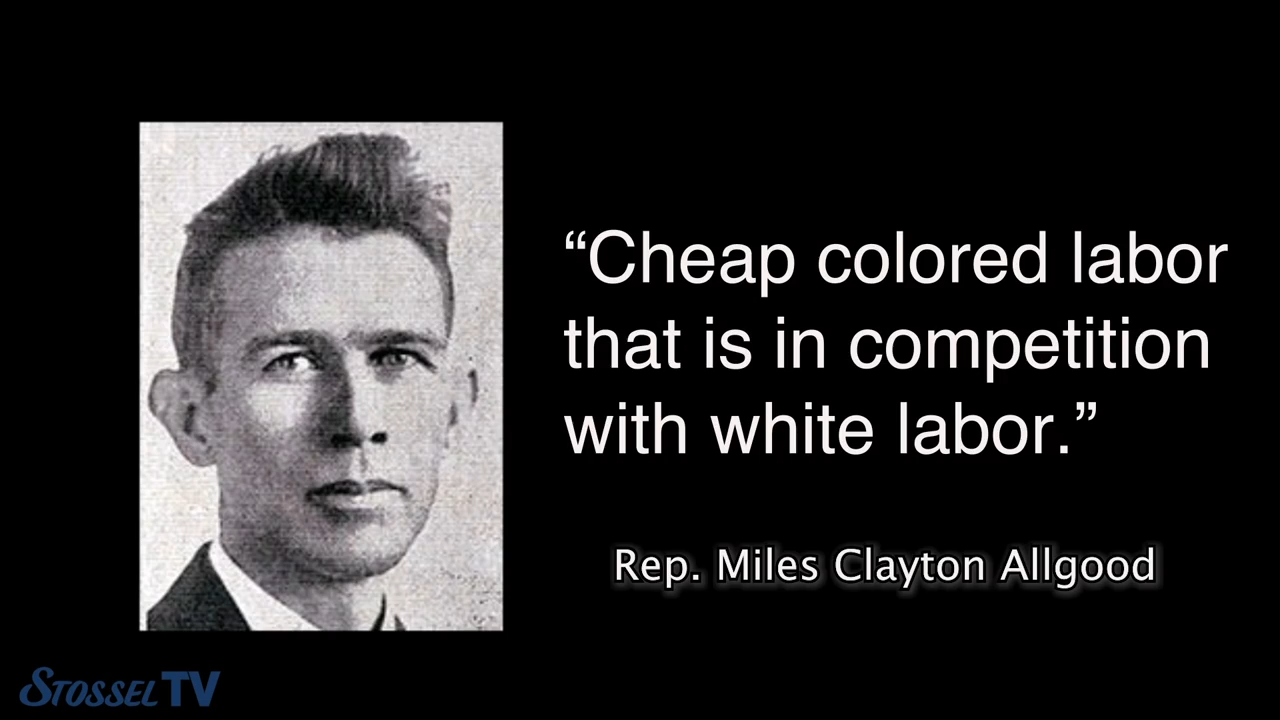 “Cheap colored labor
that is in competition
with white labor.”
Rep. Miles Clayton Allgood
STOSSEL TV